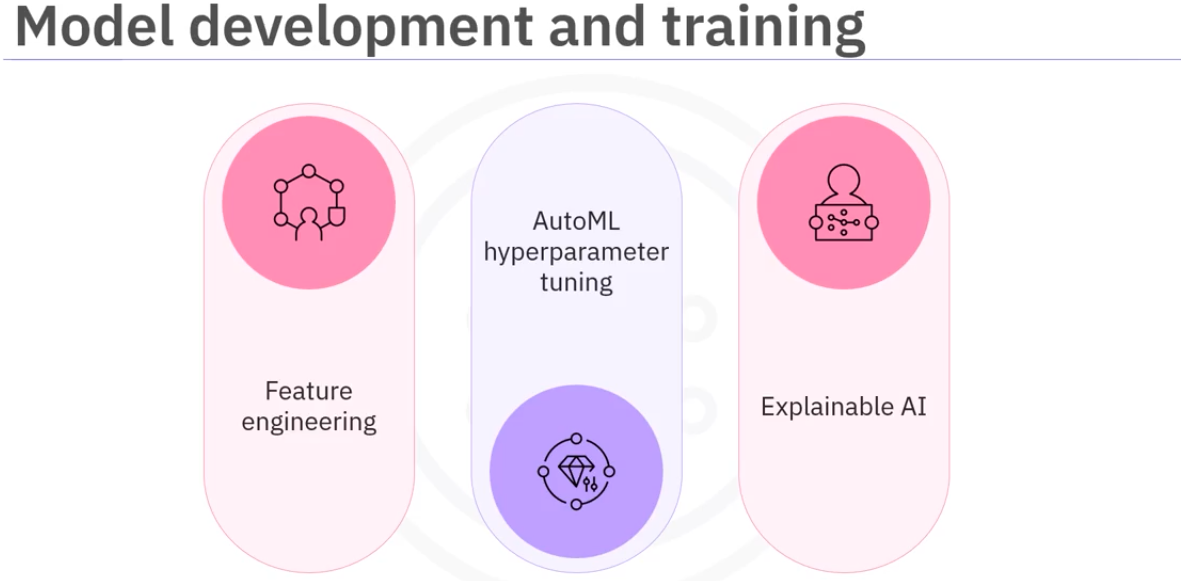 Model development and training
Feature
engineering
AutoML
hyperparameter
tuning
Explainable AI